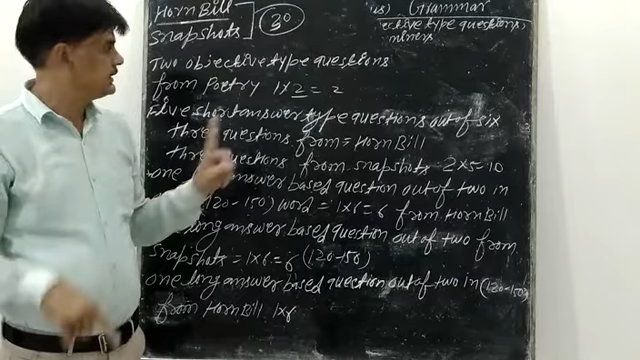 Horn Bill
Snapshots
30
Grammar
ective type questions,
Two objective type questions
from Poetry 1x2 = 2
Five short answer type questions out of six
three questions from = Horn Bill
three questions from snapshots 2x5=10
one answer based question out of two in
(120-150) word = 1x6=6 from Horn Bill
long answer based question out of two from
Snapshots = 1x6=6 (120-150)
one long answer based question out of two in (120-150)
from Horn Bill 1x6